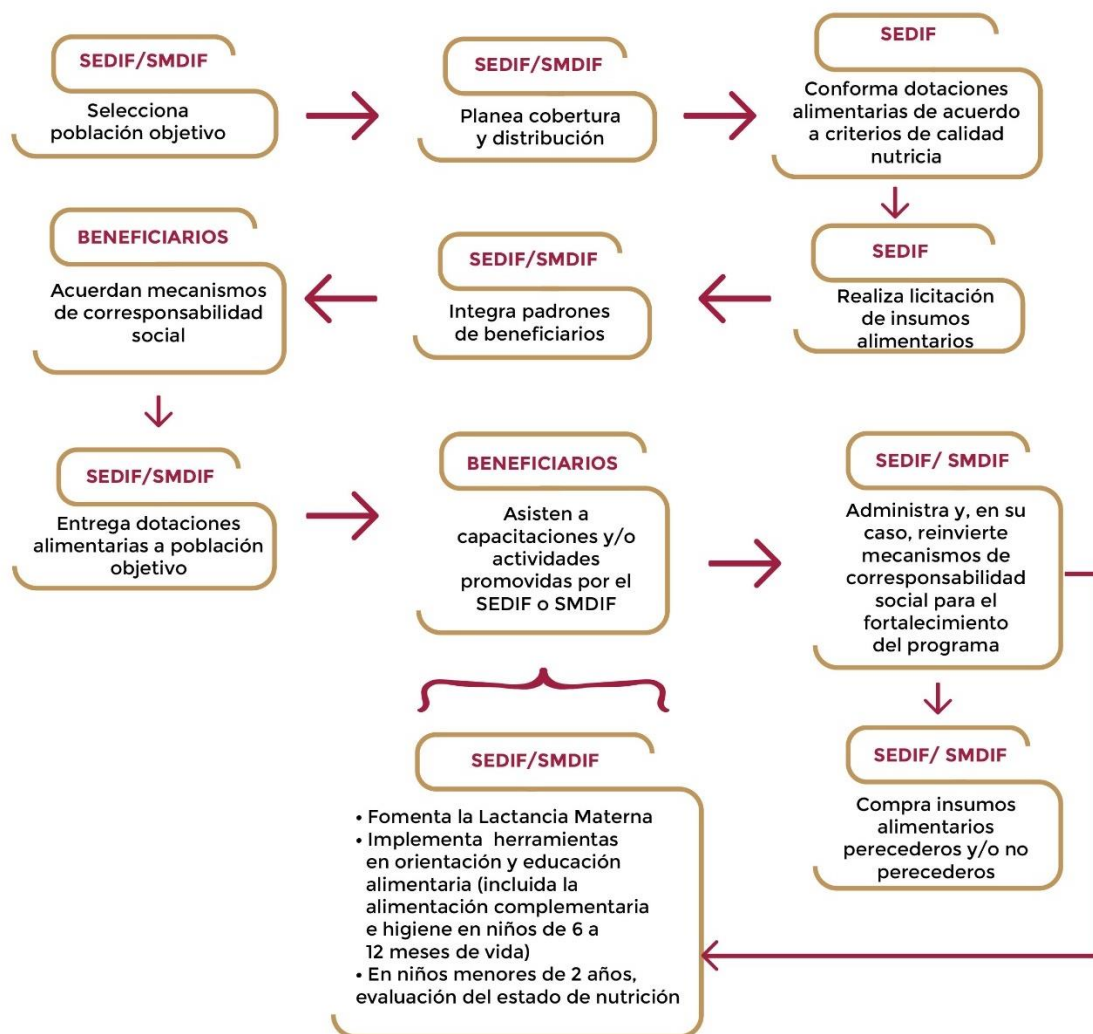 SEDIF/SMDIF
Selecciona
población objetivo
SEDIF/SMDIF
Planea cobertura
y distribución
SEDIF
Conforma dotaciones
alimentarias de acuerdo
a criterios de calidad
nutricia
SEDIF
Realiza licitación
de insumos
alimentarios
SEDIF/SMDIF
Integra padrones
de beneficiarios
BENEFICIARIOS
Acuerdan mecanismos
de corresponsabilidad
social
SEDIF/SMDIF
Entrega dotaciones
alimentarias a población
objetivo
BENEFICIARIOS
Asisten a
capacitaciones y/o
actividades
promovidas por el
SEDIF o SMDIF
SEDIF/ SMDIF
Administra y, en su
caso, reinvierte
mecanismos de
corresponsabilidad
social para el
fortalecimiento
del programa
SEDIF/SMDIF
• Fomenta la Lactancia Materna
• Implementa herramientas
en orientación y educación
alimentaria (incluida la
alimentación complementaria
e higiene en niños de 6 a
12 meses de vida)
• En niños menores de 2 años,
evaluación del estado de nutrición
SEDIF/ SMDIF
Compra insumos
alimentarios
perecederos y/o no
perecederos